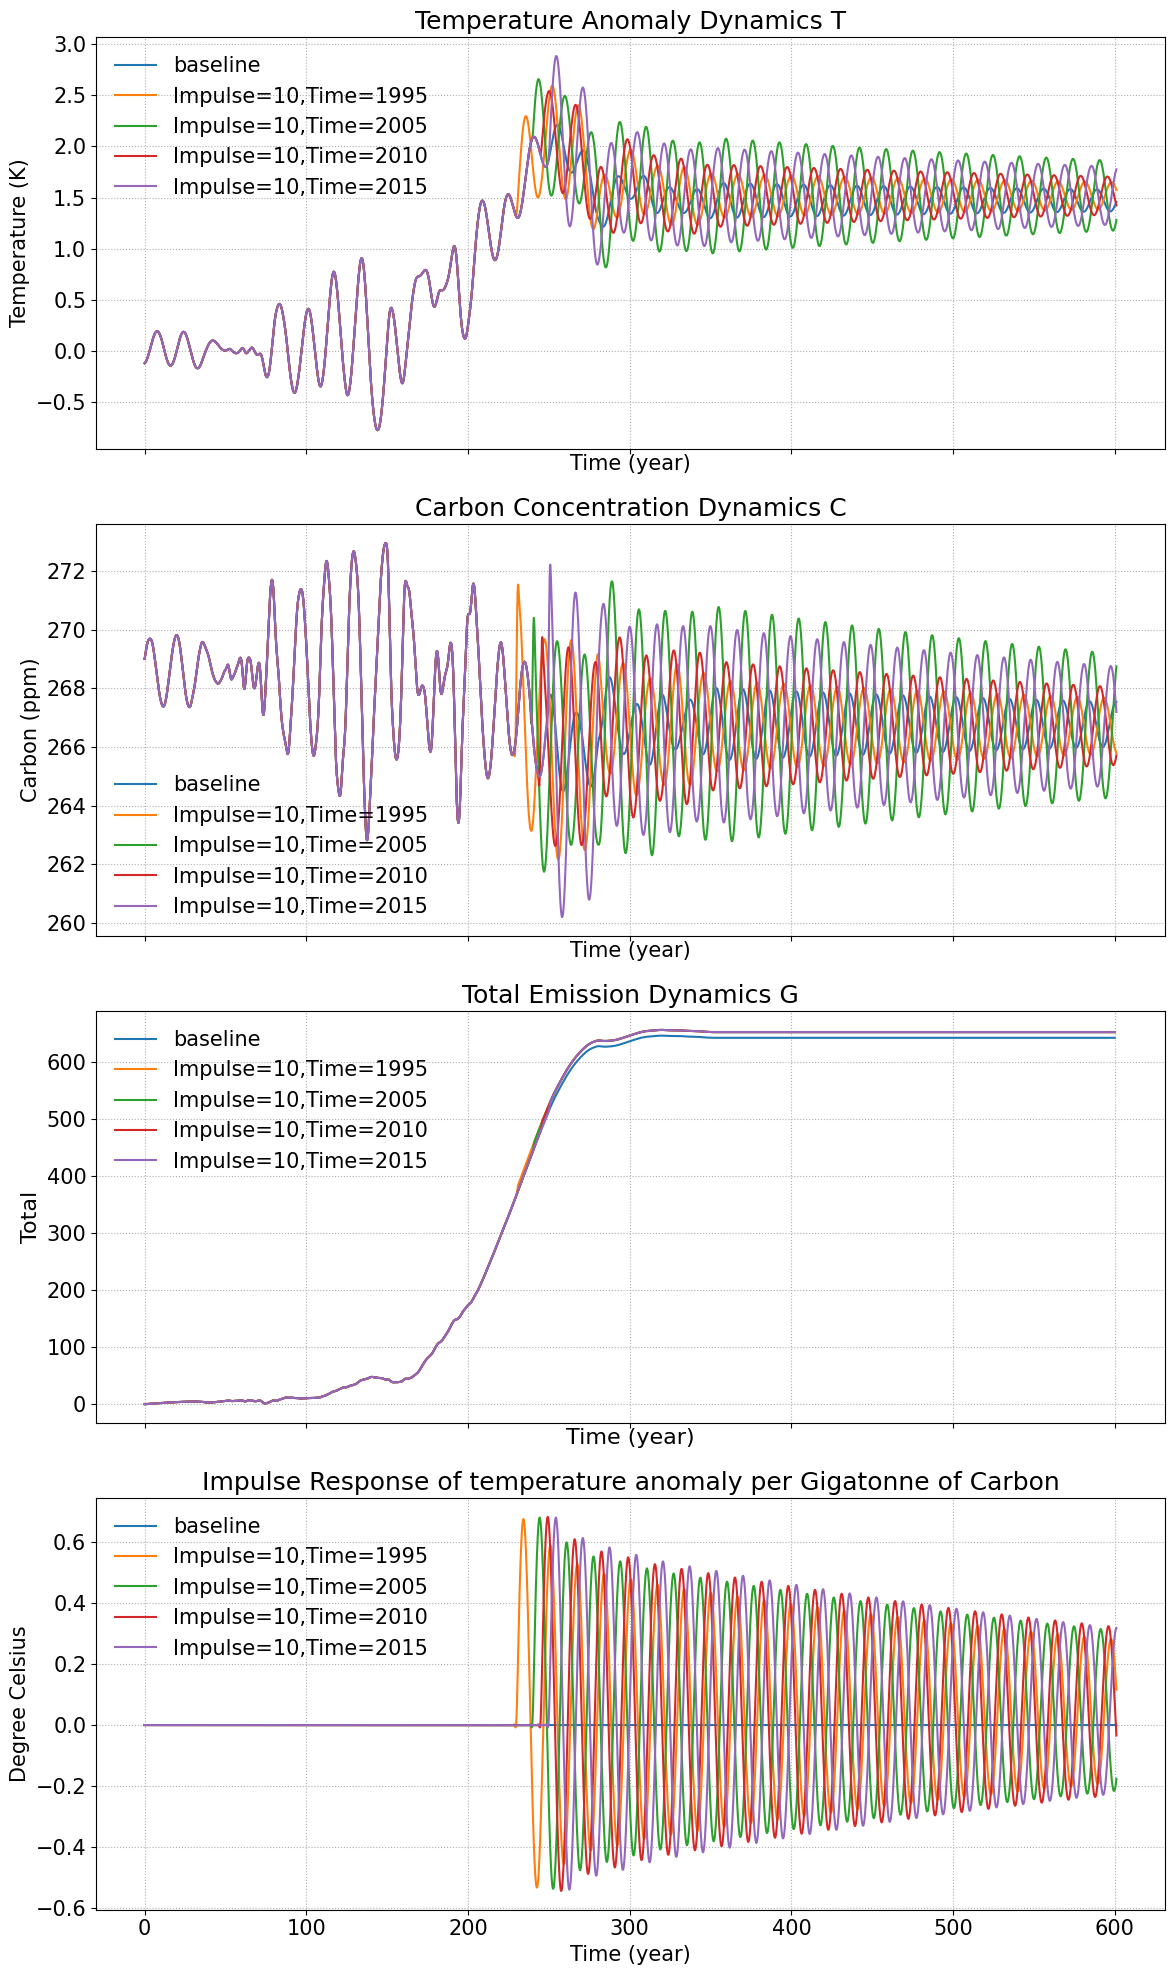 Temperature Anomaly Dynamics T
3.0
2.5
2.0
1.5
1.0
0.5
0.0
−0.5
Temperature (K)
baseline
Impulse=10,Time=1995
Impulse=10,Time=2005
Impulse=10,Time=2010
Impulse=10,Time=2015
Time (year)
Carbon Concentration Dynamics C
272
270
268
266
264
262
260
Carbon (ppm)
baseline
Impulse=10,Time=1995
Impulse=10,Time=2005
Impulse=10,Time=2010
Impulse=10,Time=2015
Time (year)
Total Emission Dynamics G
600
500
400
300
200
100
0
Total
baseline
Impulse=10,Time=1995
Impulse=10,Time=2005
Impulse=10,Time=2010
Impulse=10,Time=2015
Time (year)
Impulse Response of temperature anomaly per Gigatonne of Carbon
0.6
0.4
0.2
0.0
−0.2
−0.4
−0.6
Degree Celsius
baseline
Impulse=10,Time=1995
Impulse=10,Time=2005
Impulse=10,Time=2010
Impulse=10,Time=2015
0 100 200 300 400 500 600
Time (year)